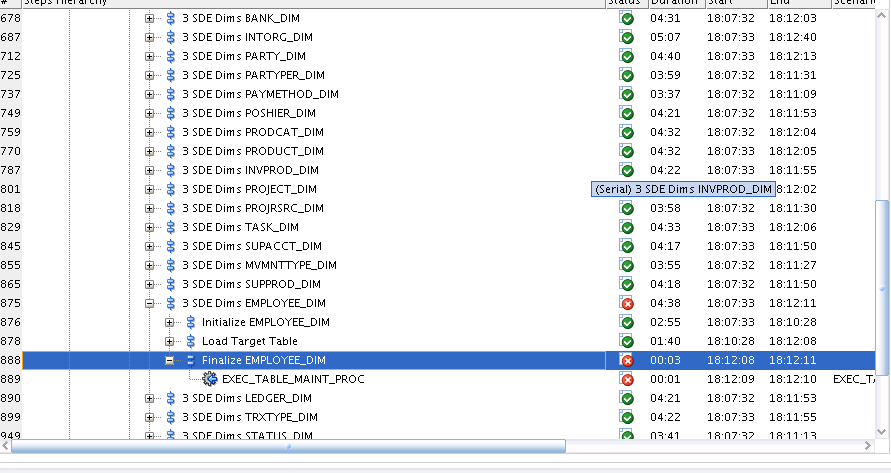 # Steps Hierarchy Status Duration Start End Scenario
678 3 SDE Dims BANK_DIM 04:31 18:07:32 18:12:03
687 3 SDE Dims INTORG_DIM 05:07 18:07:33 18:12:40
712 3 SDE Dims PARTY_DIM 04:40 18:07:33 18:12:13
725 3 SDE Dims PARTYPER_DIM 03:59 18:07:32 18:11:31
737 3 SDE Dims PAYMETHOD_DIM 03:37 18:07:32 18:11:09
749 3 SDE Dims POSHIER_DIM 04:21 18:07:32 18:11:53
759 3 SDE Dims PRODCAT_DIM 04:32 18:07:32 18:12:04
770 3 SDE Dims PRODUCT_DIM 04:32 18:07:33 18:12:05
787 3 SDE Dims INVPROD_DIM 04:22 18:07:33 18:11:55
801 3 SDE Dims PROJECT_DIM (Serial) 3 SDE Dims INVPROD_DIM 8:12:02
818 3 SDE Dims PROJRSRC_DIM 03:58 18:07:32 18:11:30
829 3 SDE Dims TASK_DIM 04:33 18:07:33 18:12:06
845 3 SDE Dims SUPACCT_DIM 04:17 18:07:33 18:11:50
855 3 SDE Dims MVMNTTYPE_DIM 03:55 18:07:32 18:11:27
865 3 SDE Dims SUPPROD_DIM 04:18 18:07:32 18:11:50
875 3 SDE Dims EMPLOYEE_DIM 04:38 18:07:33 18:12:11
876 Initialize EMPLOYEE_DIM 02:55 18:07:33 18:10:28
878 Load Target Table 01:40 18:10:28 18:12:08
888 Finalize EMPLOYEE_DIM 00:03 18:12:08 18:12:11
889 EXEC_TABLE_MAINT_PROC 00:01 18:12:09 18:12:10 EXEC_TA
890 3 SDE Dims LEDGER_DIM 04:21 18:07:32 18:11:53
899 3 SDE Dims TRXTYPE_DIM 04:22 18:07:33 18:11:55
949 3 SDE Dims STATUS_DIM 03:41 18:07:32 18:11:13